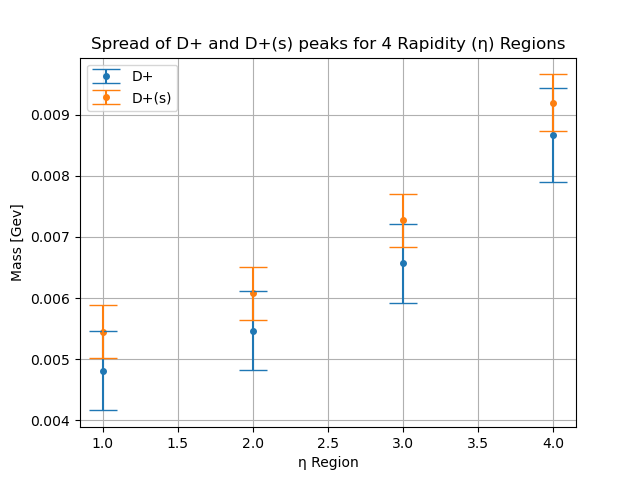 Spread of D+ and D+(s) peaks for 4 Rapidity (η) Regions
D+
D+(s)
0.009
0.008
0.007
0.006
0.005
0.004
Mass [Gev]
1.0 1.5 2.0 2.5 3.0 3.5 4.0
η Region